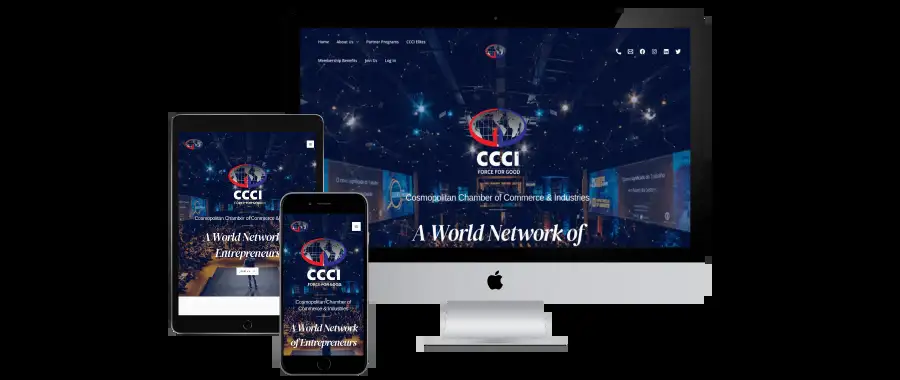 Home
About Us
Partner Programs
CCCI Elites
Membership Benefits
Join Us
Log In
CCCI
FORCE FOR GOOD
Cosmopolitan Chamber of Commerce & Industries
A World Network of
CCCI
FORCE FOR GOOD
Cosmopolitan Chamber of Commerce &
A World Network
Entrepreneurs
CCCI
FORCE FOR GOOD
Cosmopolitan Chamber of
Commerce & Industries
A World Network
of Entrepreneurs